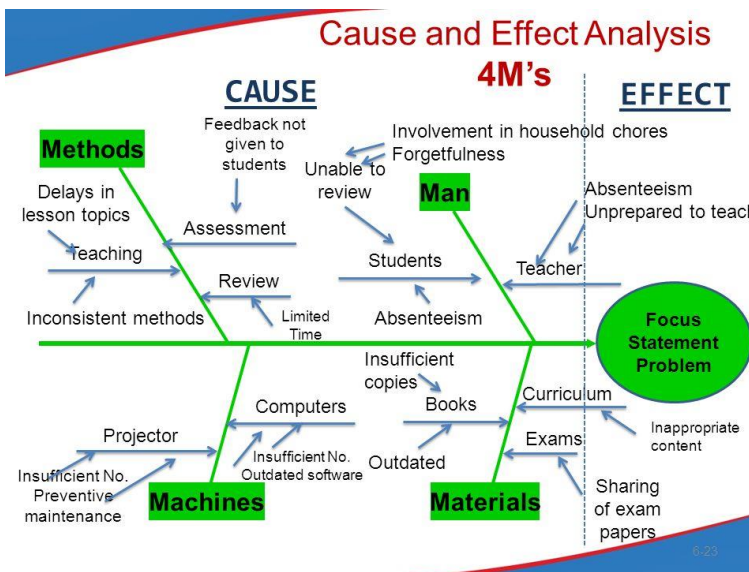 Cause and Effect Analysis
4M's
CAUSE
EFFECT
Methods
Feedback not
given to
students
Delays in
lesson topics
Assessment
Teaching
Review
Inconsistent methods
Limited
Time
Involvement in household chores
Forgetfulness
Unable to
review
Man
Absenteeism
Unprepared to teach
Students
Teacher
Absenteeism
Focus
Statement
Problem
Computers
Projector
Insufficient No.
Outdated software
Insufficient No.
Preventive
maintenance
Machines
Insufficient
copies
Books
Curriculum
Exams
Inappropriate
content
Outdated
Materials
Sharing
of exam
papers
6-23